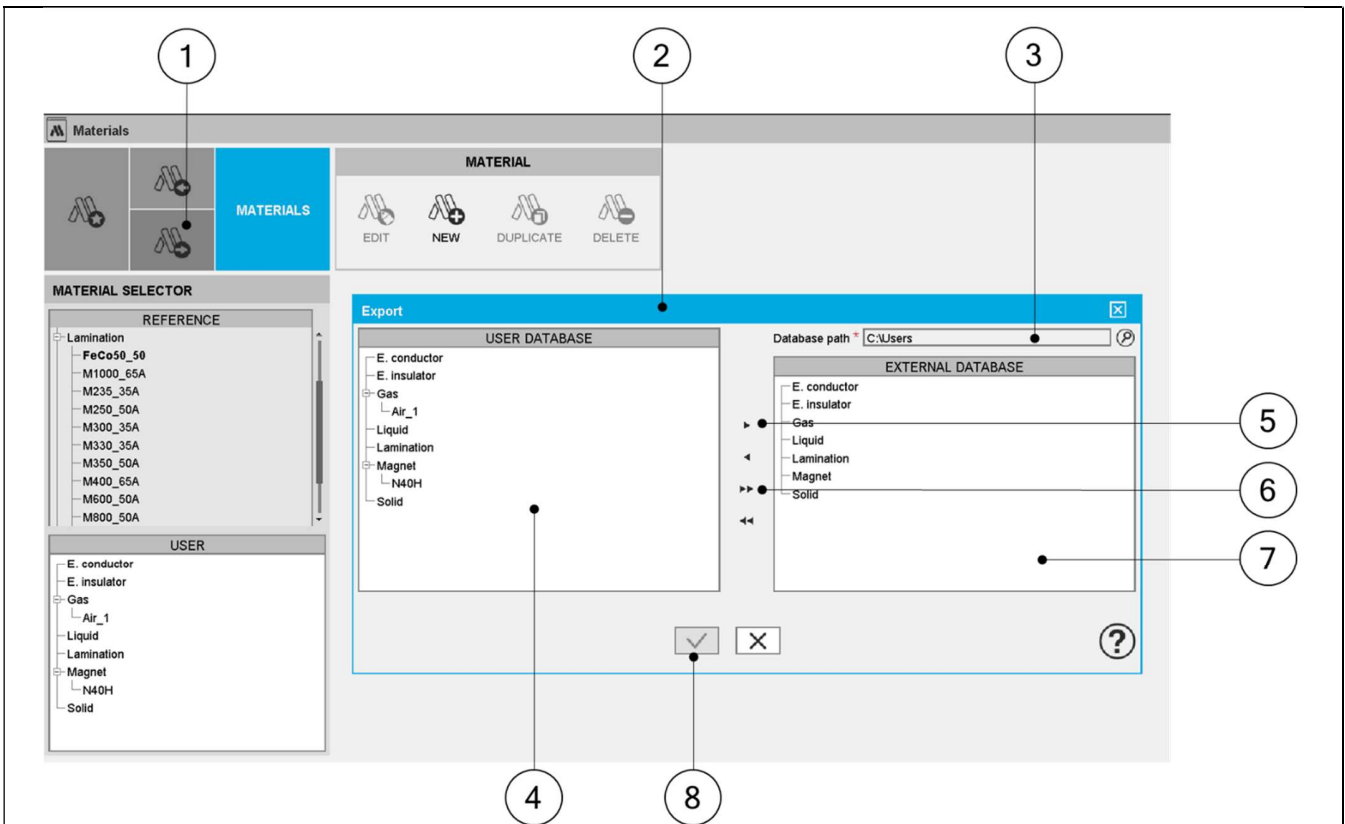 1
2
3
Materials
MATERIALS
MATERIAL
EDIT
NEW
DUPLICATE
DELETE
MATERIAL SELECTOR
REFERENCE
Lamination
FeCo50_50
M1000_65A
M235_35A
M250_50A
M300_35A
M330_35A
M350_50A
M400_65A
M600_50A
M800_50A
USER
E. conductor
E. insulator
Gas
Air_1
Liquid
Lamination
Magnet
N40H
Solid
Export
USER DATABASE
E. conductor
E. insulator
Gas
Air_1
Liquid
Lamination
Magnet
N40H
Solid
Database path * C:\Users
EXTERNAL DATABASE
E. conductor
E. insulator
Gas
Liquid
Lamination
Magnet
Solid
?
5
6
7
4
8